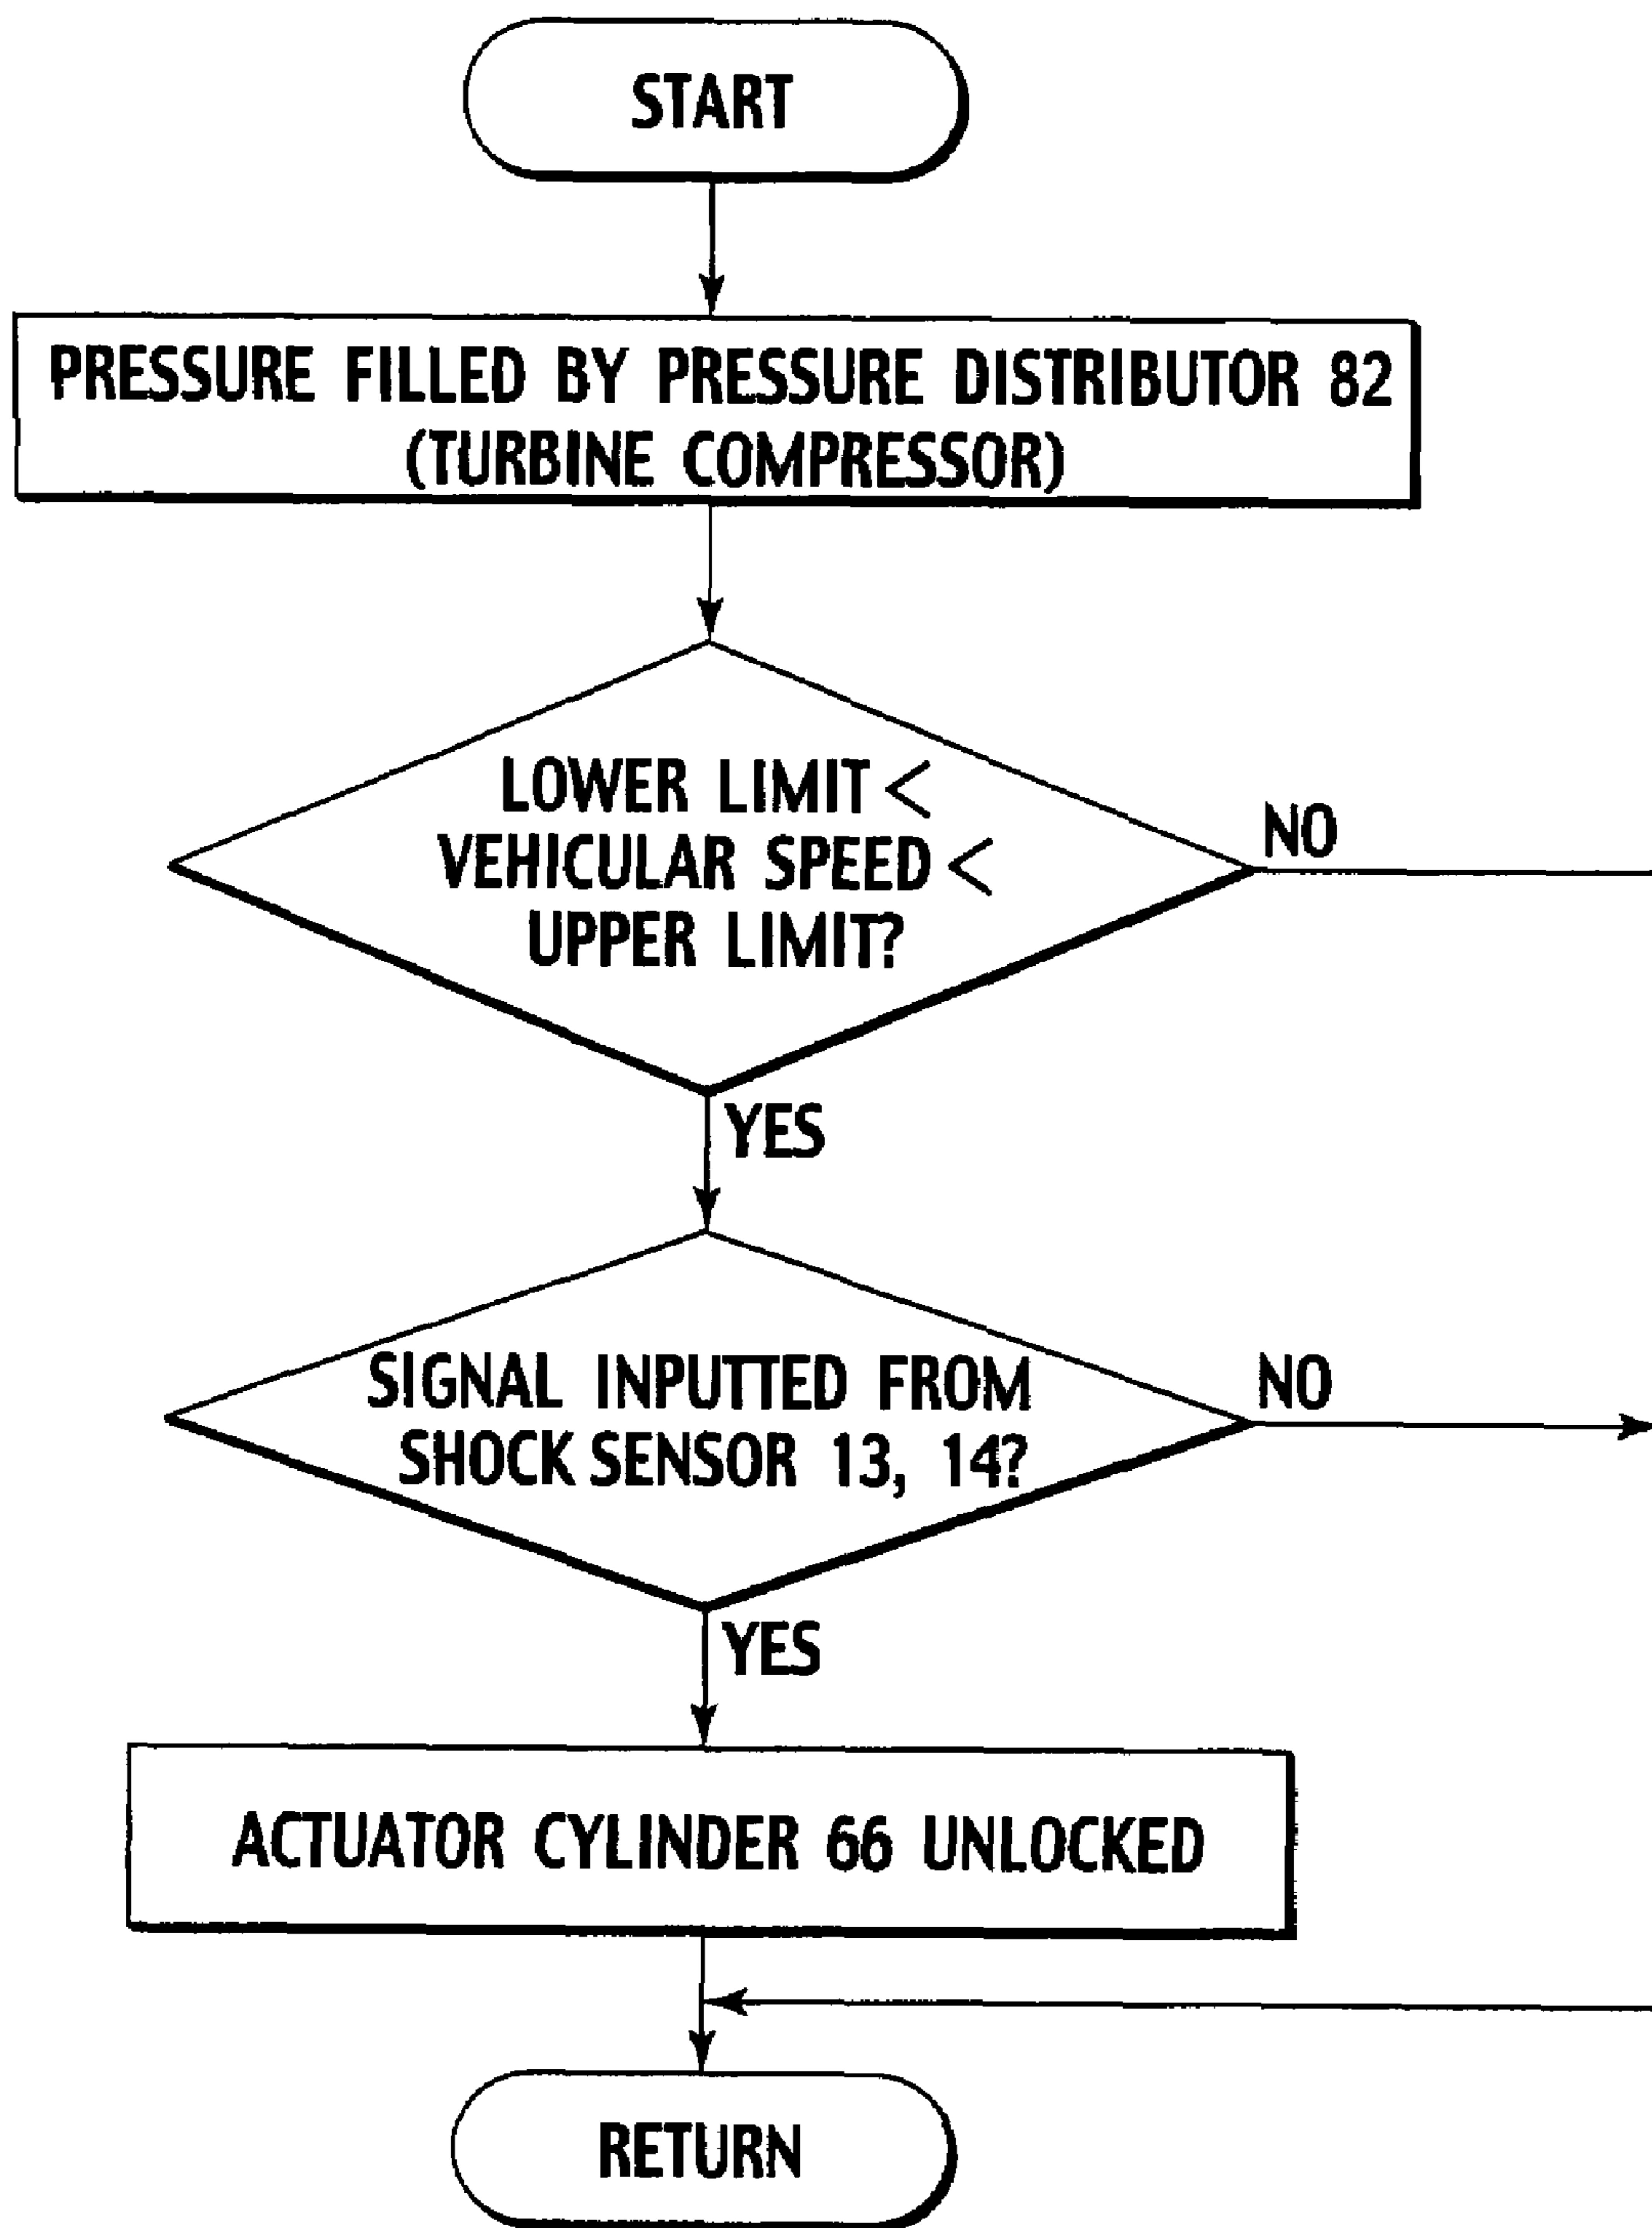 START
PRESSURE FILLED BY PRESSURE DISTRIBUTOR 82
(TURBINE COMPRESSOR)
LOWER LIMIT <
VEHICULAR SPEED <
UPPER LIMIT?
NO
YES
SIGNAL INPUTTED FROM
SHOCK SENSOR 13, 14?
NO
YES
ACTUATOR CYLINDER 66 UNLOCKED
RETURN